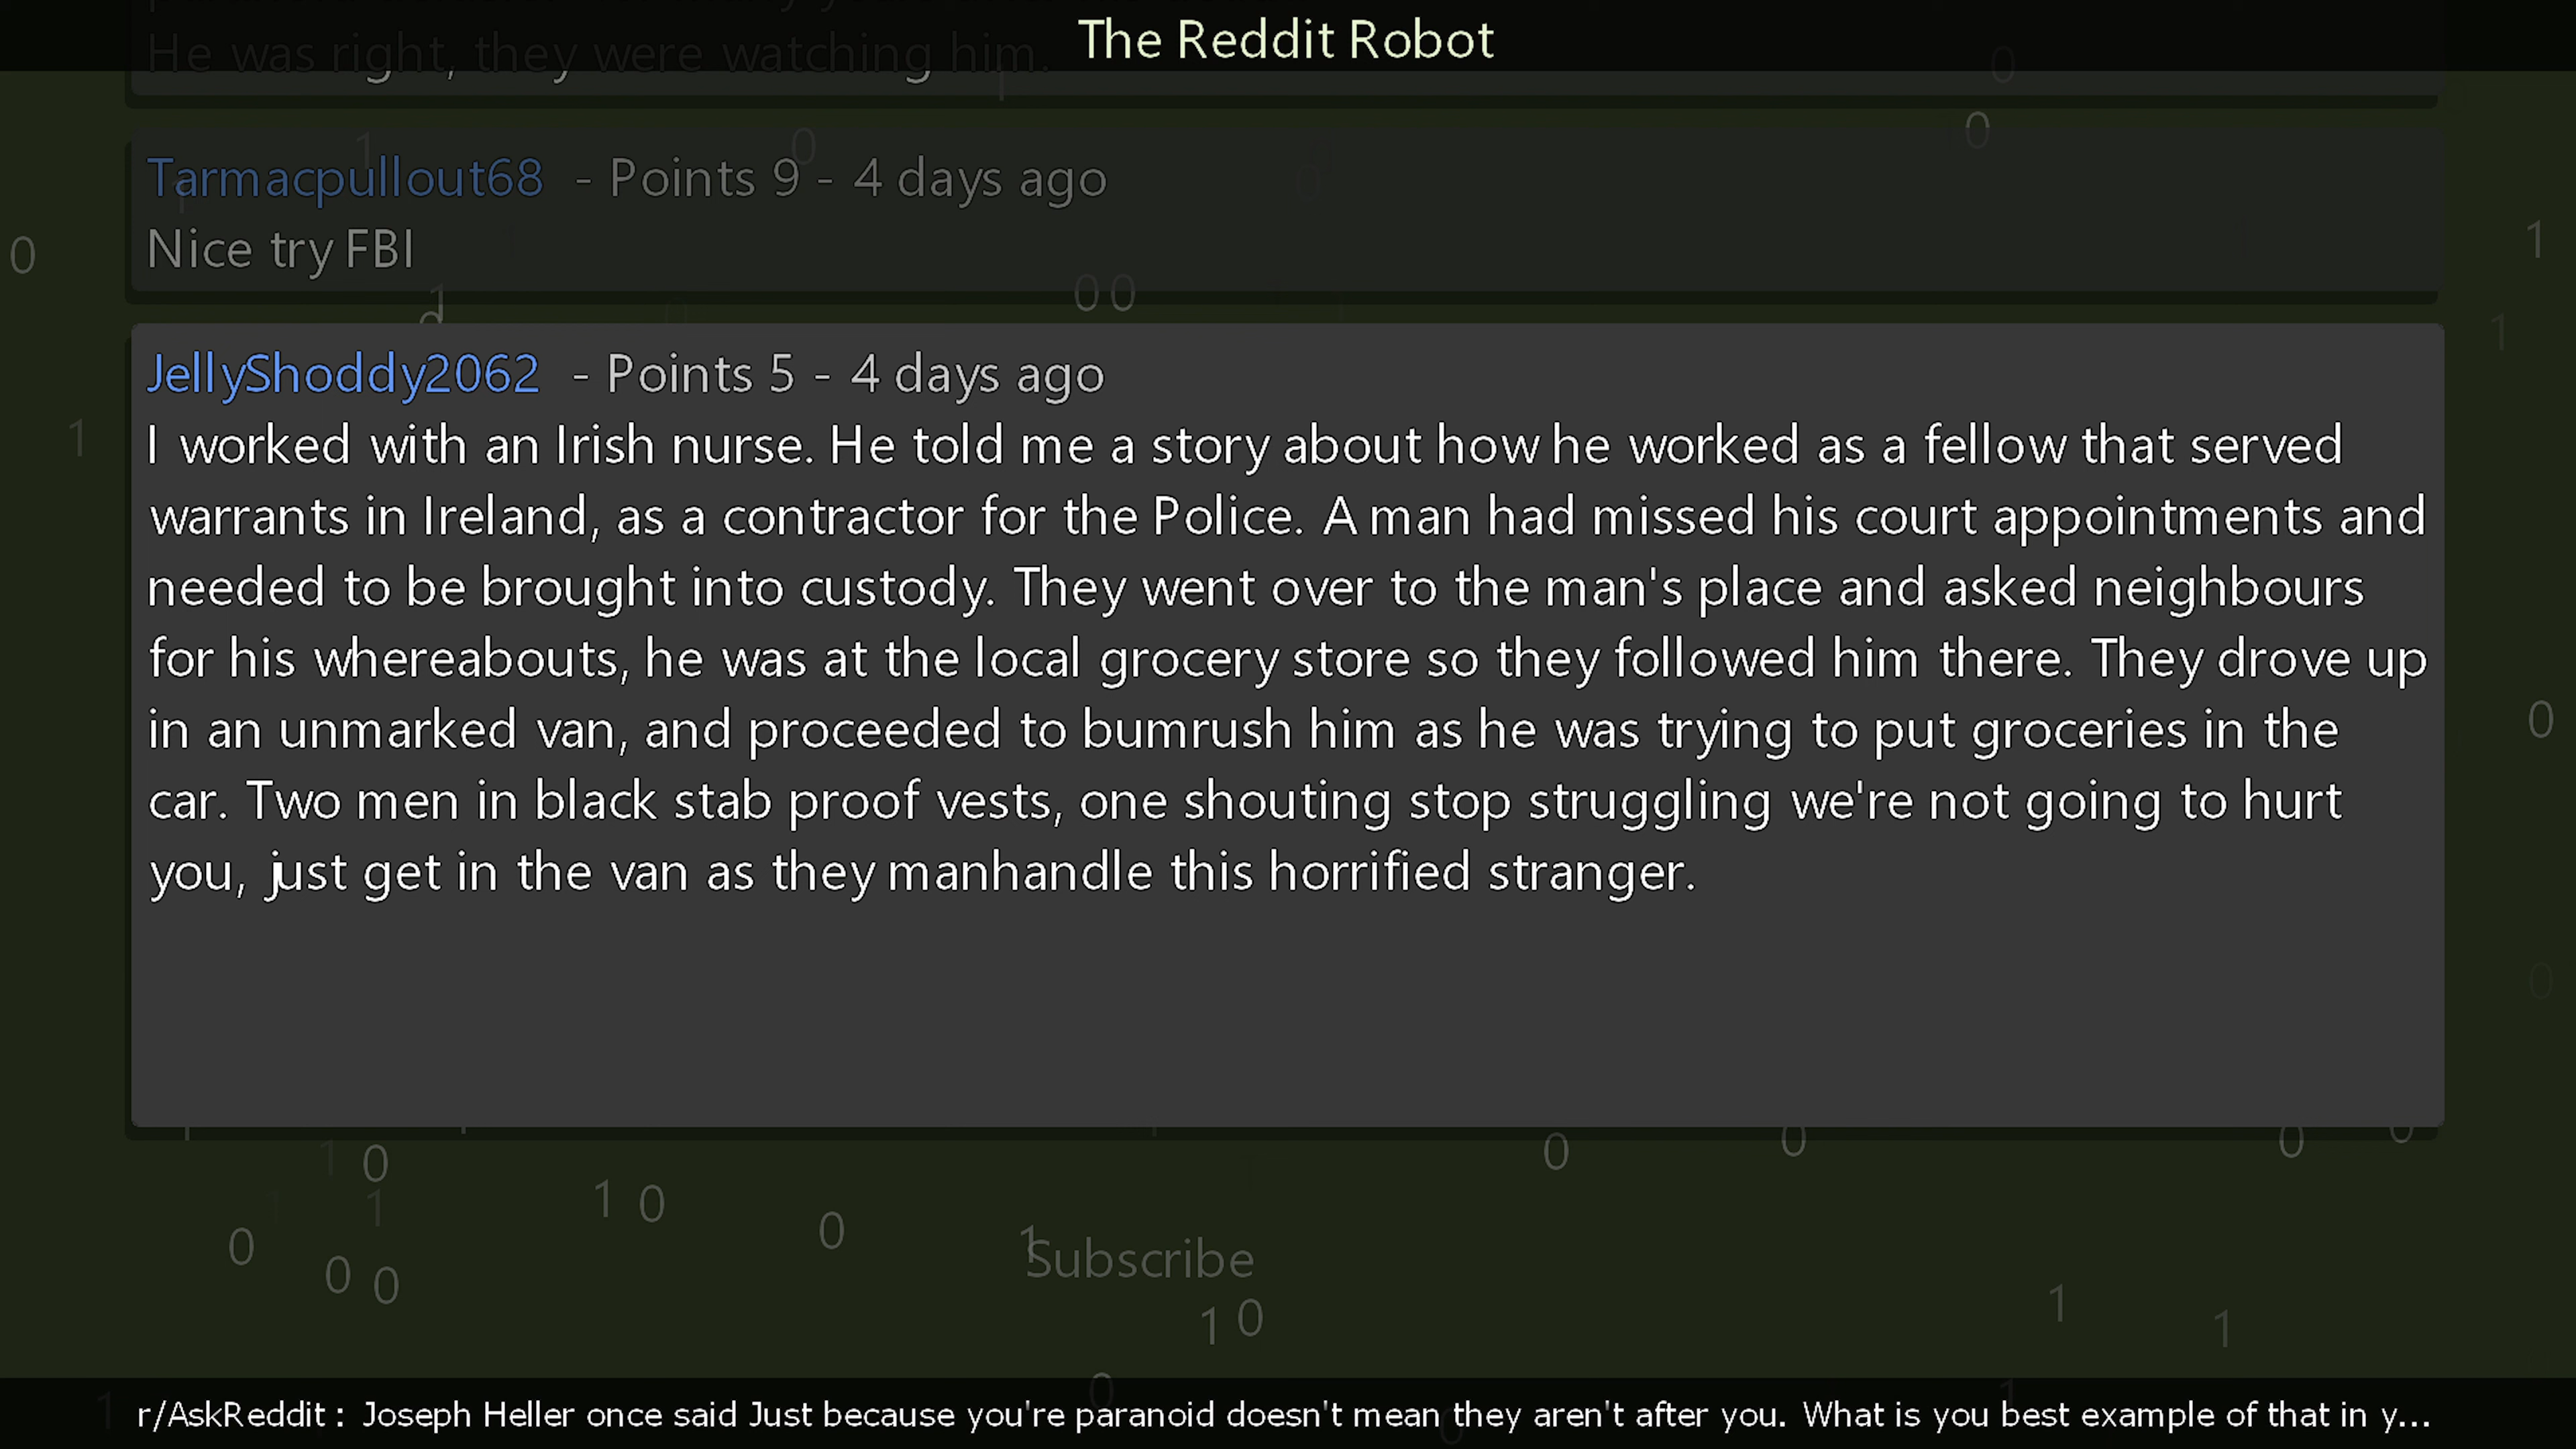 The Reddit Robot
He was right, they were watching him.
Tarmacpullout68 - Points 9 - 4 days ago
Nice try FBI
JellyShoddy2062 - Points 5 - 4 days ago
I worked with an Irish nurse. He told me a story about how he worked as a fellow that served
warrants in Ireland, as a contractor for the Police. A man had missed his court appointments and
needed to be brought into custody. They went over to the man's place and asked neighbours
for his whereabouts, he was at the local grocery store so they followed him there. They drove up
in an unmarked van, and proceeded to bumrush him as he was trying to put groceries in the
car. Two men in black stab proof vests, one shouting stop struggling we're not going to hurt
you, just get in the van as they manhandle this horrified stranger.
Subscribe
r/AskReddit : Joseph Heller once said Just because you're paranoid doesn't mean they aren't after you. What is you best example of that in y...